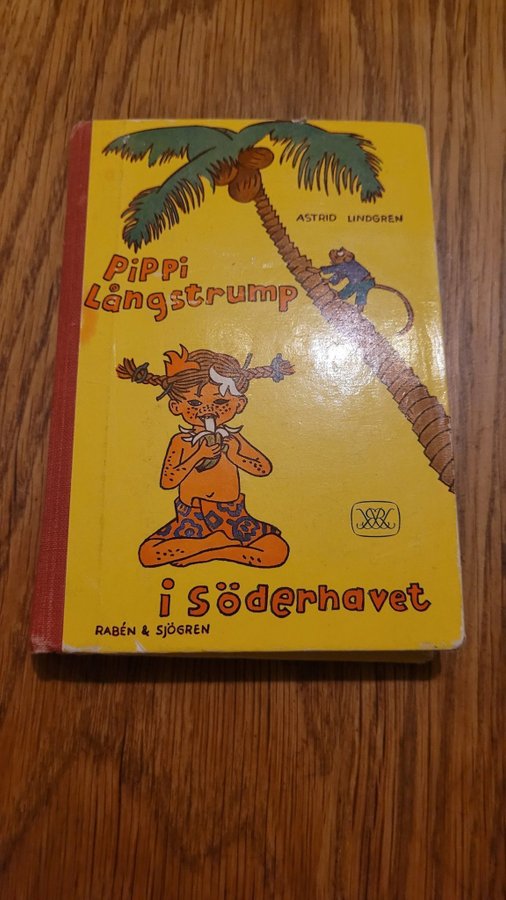 ASTRID LINDGREN
Pippi
Långstrump
i Söderhavet
RABÉN & SJÖGREN